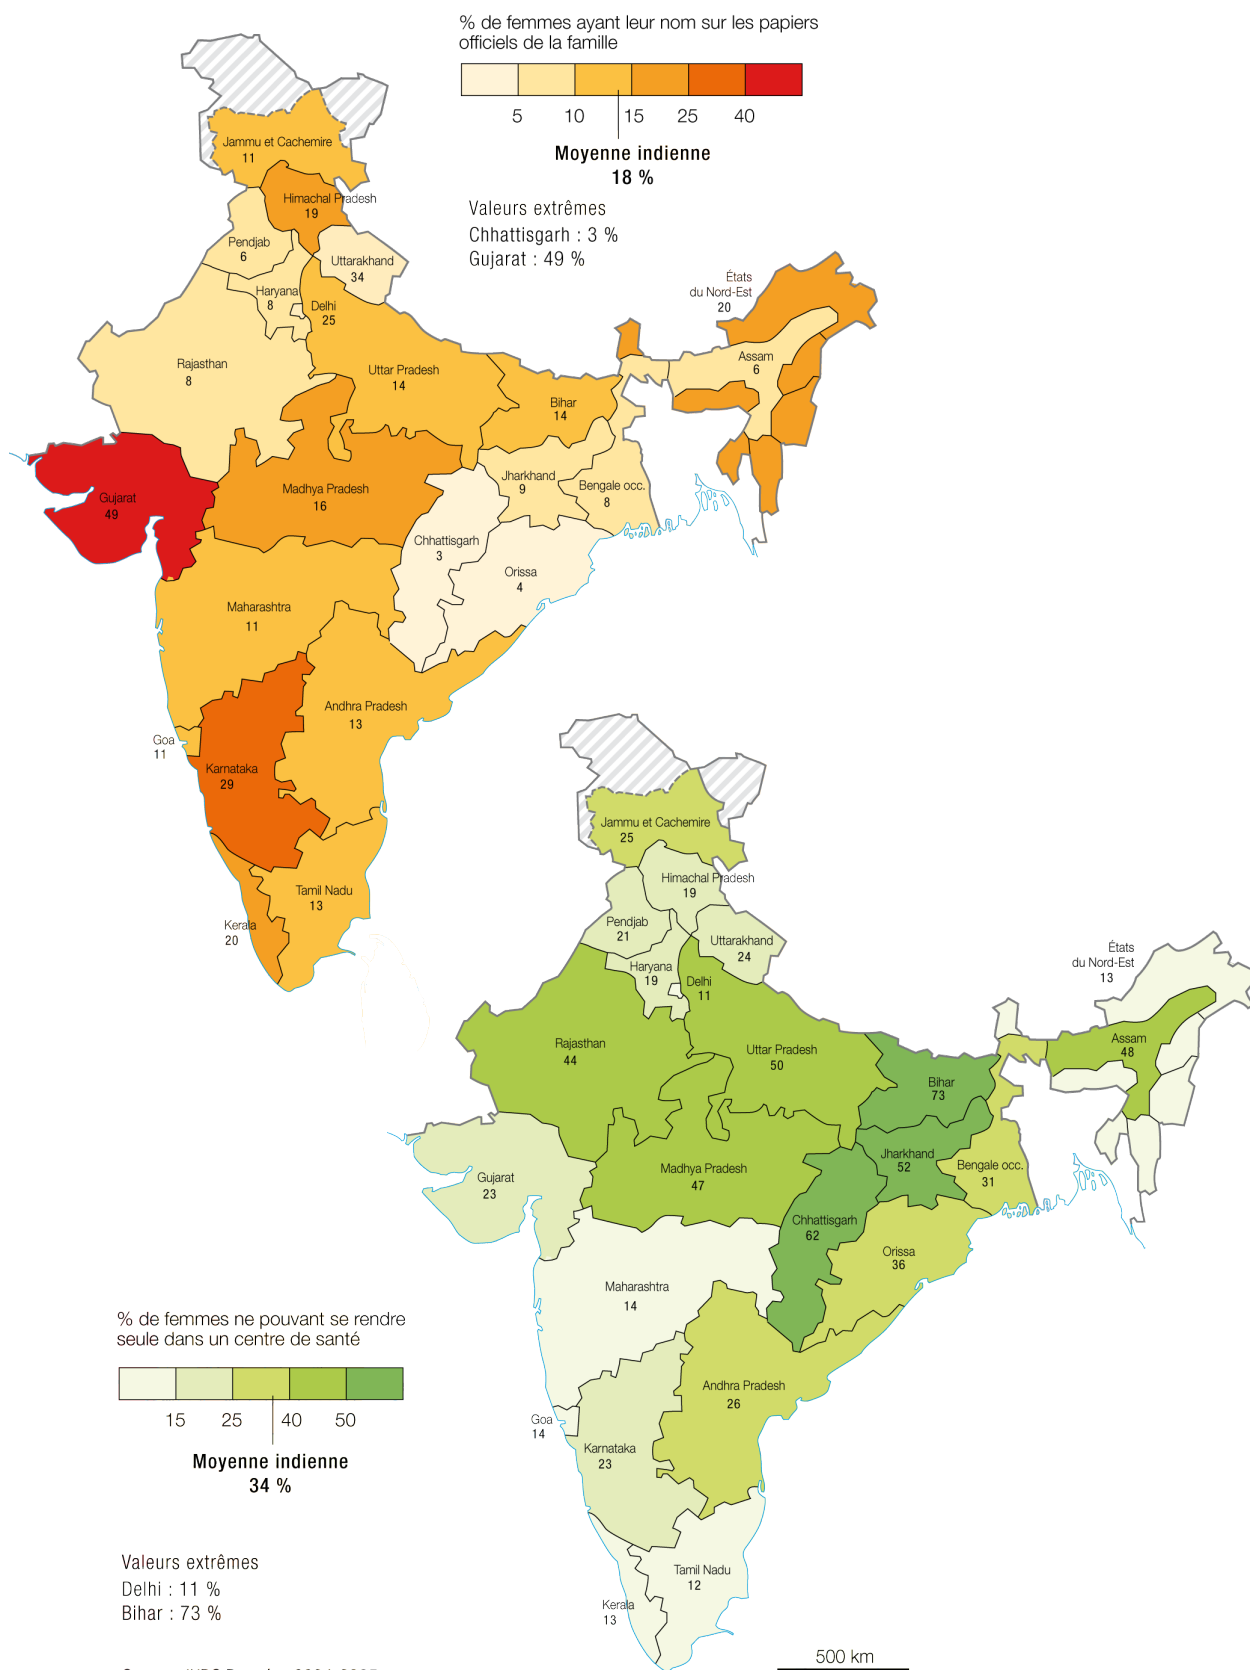 % de femmes ayant leur nom sur les papiers
officiels de la famille
5 10 15 25 40
Moyenne indienne
18 %
Valeurs extrêmes
Chhattisgarh : 3 %
Gujarat : 49 %
Jammu et Cachemire
11
Himachal Pradesh
19
Pendjab
6
Uttarakhand
34
Haryana
8
Delhi
25
Rajasthan
8
Uttar Pradesh
14
Bihar
14
États
du Nord-Est
20
Assam
6
Gujarat
49
Madhya Pradesh
16
Jharkhand
9
Bengale occ.
8
Chhattisgarh
3
Orissa
4
Maharashtra
11
Andhra Pradesh
13
Goa
11
Karnataka
29
Tamil Nadu
13
Kerala
20
Jammu et Cachemire
25
Himachal Pradesh
19
Pendjab
21
Uttarakhand
24
Haryana
19
Delhi
11
États
du Nord-Est
13
Assam
48
Rajasthan
44
Uttar Pradesh
50
Bihar
73
Gujarat
23
Madhya Pradesh
47
Jharkhand
52
Bengale occ.
31
Chhattisgarh
62
Orissa
36
Maharashtra
14
Andhra Pradesh
26
Goa
14
Karnataka
23
Tamil Nadu
12
Kerala
13
% de femmes ne pouvant se rendre
seule dans un centre de santé
15 25 40 50
Moyenne indienne
34 %
Valeurs extrêmes
Delhi : 11 %
Bihar : 73 %
500 km